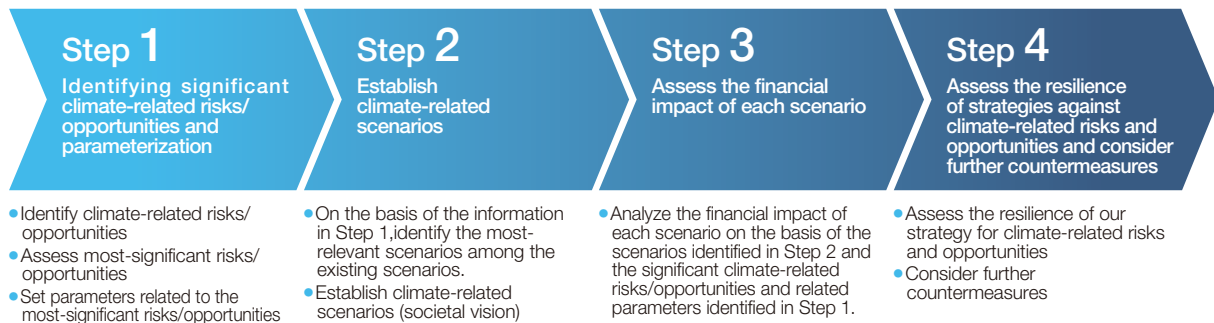 Step 1
Identifying significant
climate-related risks/
opportunities and
parameterization
•Identify climate-related risks/
opportunities
•Assess most-significant risks/
opportunities
•Set parameters related to the
most-significant risks/opportunities
Step 2
Establish
climate-related
scenarios
•On the basis of the information
in Step 1,identify the most-
relevant scenarios among the
existing scenarios.
•Establish climate-related
scenarios (societal vision)
Step 3
Assess the financial
impact of each scenario
•Analyze the financial impact of
each scenario on the basis of the
scenarios identified in Step 2 and
the significant climate-related
risks/opportunities and related
parameters identified in Step 1.
Step 4
Assess the resilience
of strategies against
climate-related risks and
opportunities and consider
further countermeasures
•Assess the resilience of our
strategy for climate-related risks
and opportunities
•Consider further
countermeasures